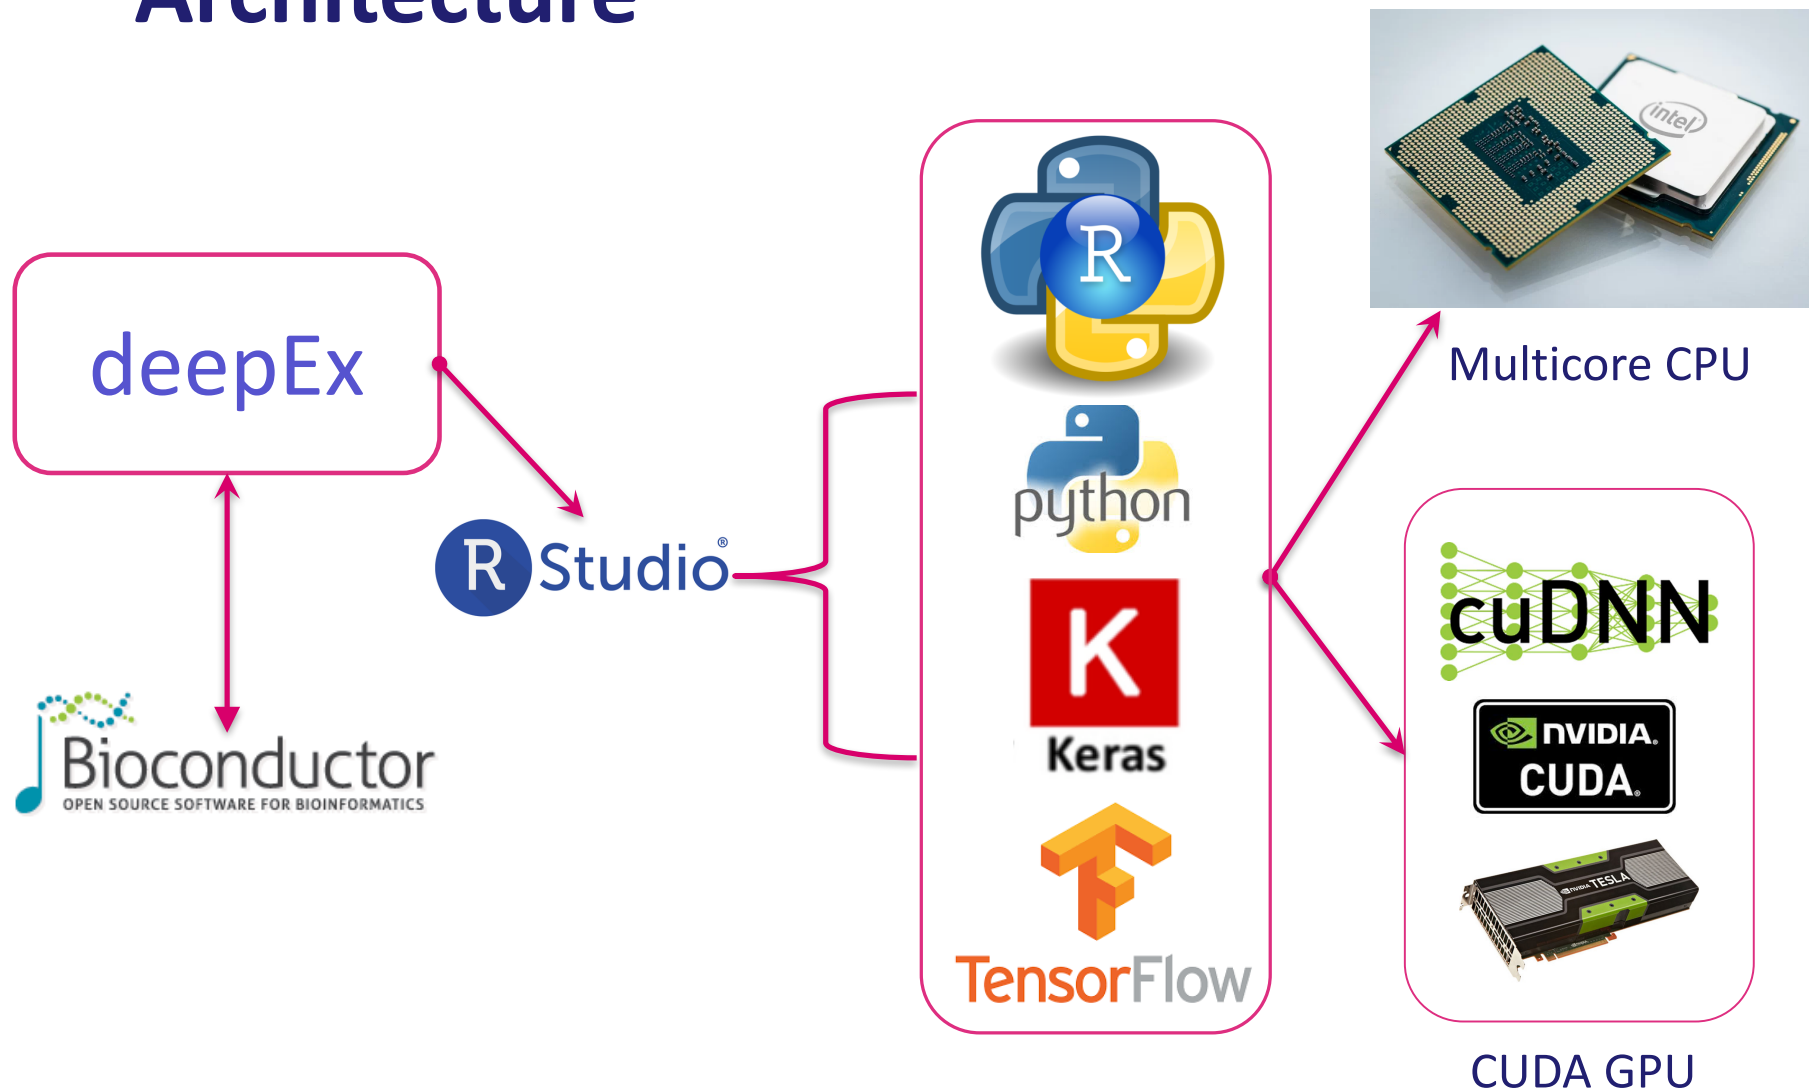 Architecture
intel
R
Multicore CPU
deepEx
python
R Studio®
cuDNN
K
Keras
NVIDIA.
CUDA.
Bioconductor
OPEN SOURCE SOFTWARE FOR BIOINFORMATICS
NVIDIA TESLA
TensorFlow
CUDA GPU